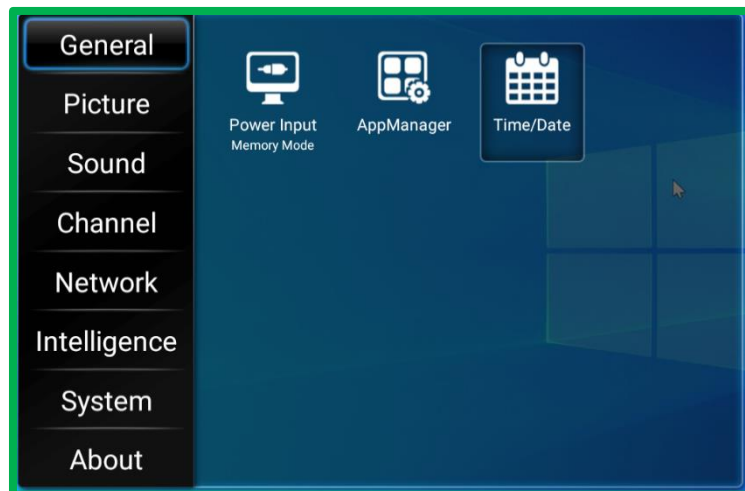 General
Picture
Sound
Channel
Network
Intelligence
System
About
Power Input
Memory Mode
AppManager
Time/Date